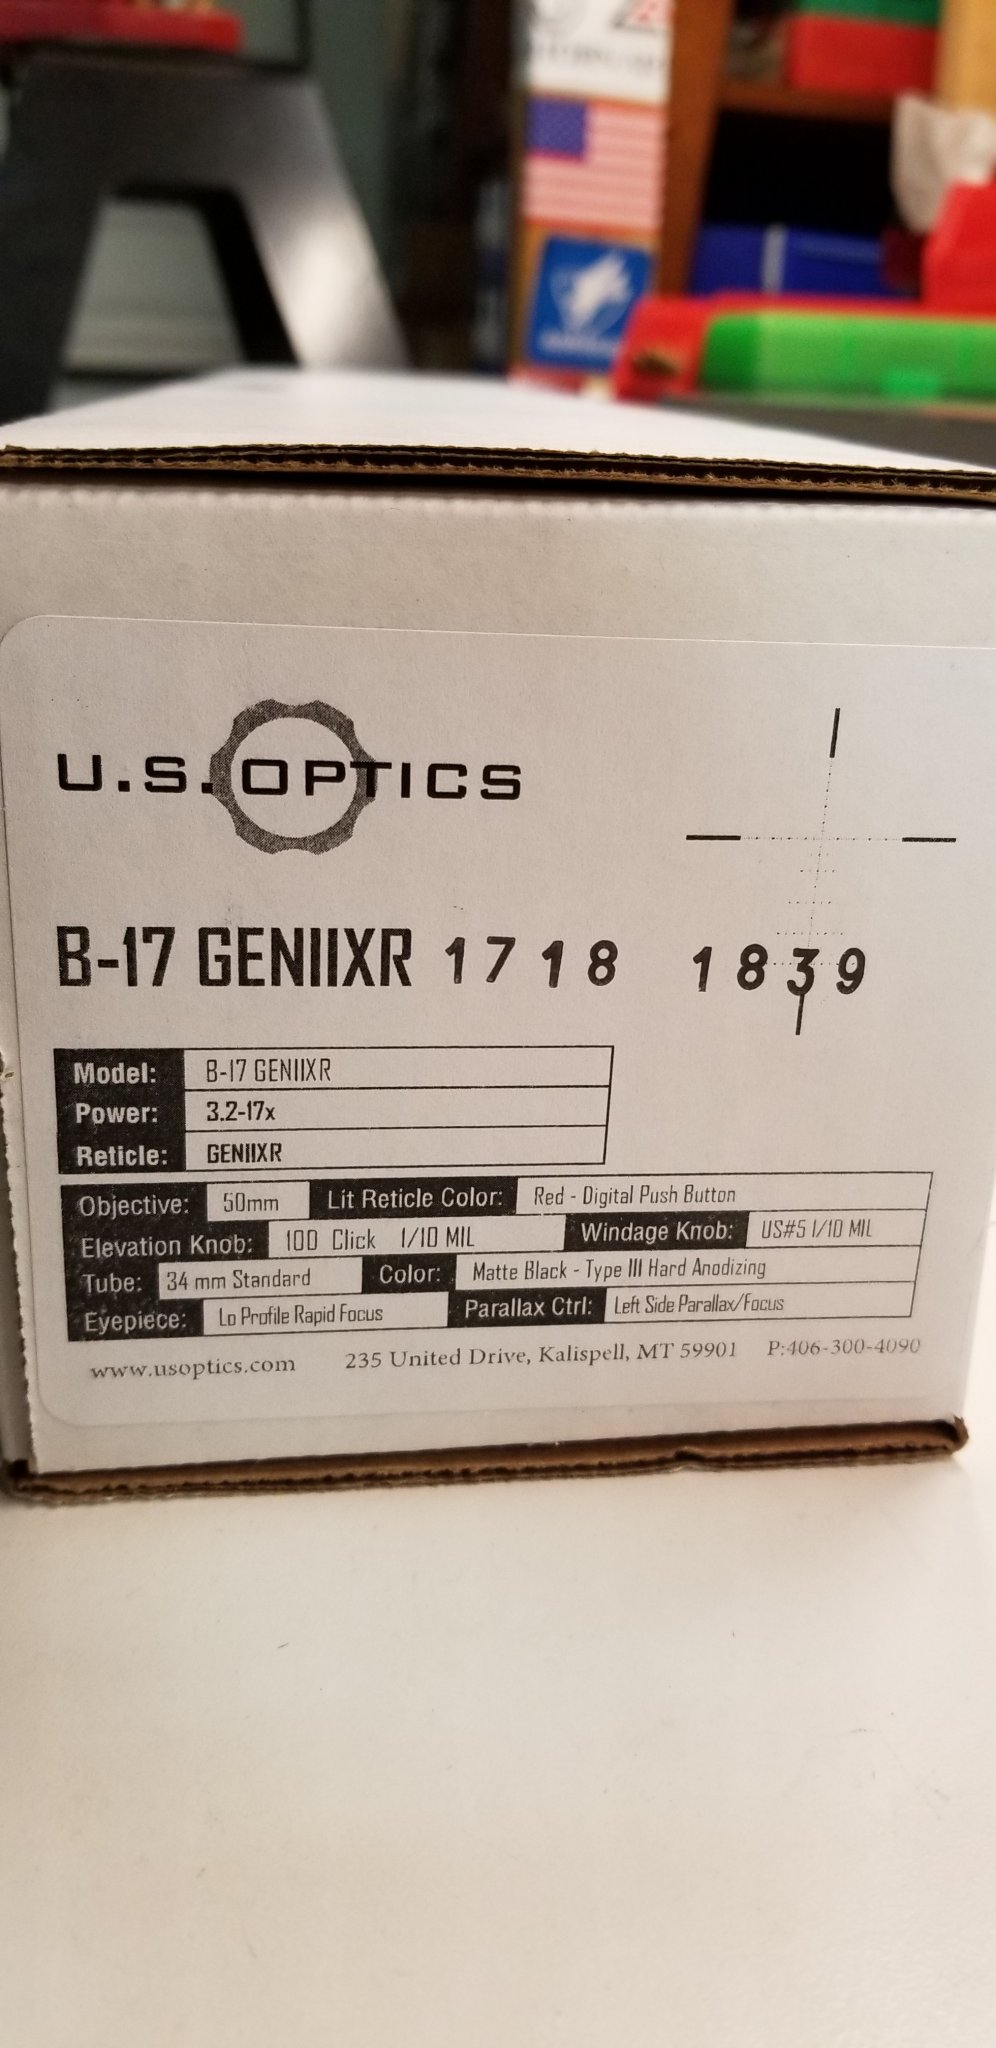 U.S. OPTICS
B-17 GENIIXR 1718 1839
Model: B-17 GENIIXR
Power: 3.2-17x
Reticle: GENIIXR
Objective: 50mm Lit Reticle Color: Red - Digital Push Button
Elevation Knob: 100 Click 1/10 MIL Windage Knob: US#5 1/10 MIL
Tube: 34 mm Standard Color: Matte Black - Type III Hard Anodizing
Eyepiece: Lo Profile Rapid Focus Parallax Ctrl: Left Side Parallax/Focus
www.usoptics.com 235 United Drive, Kalispell, MT 59901 P:406-300-4090